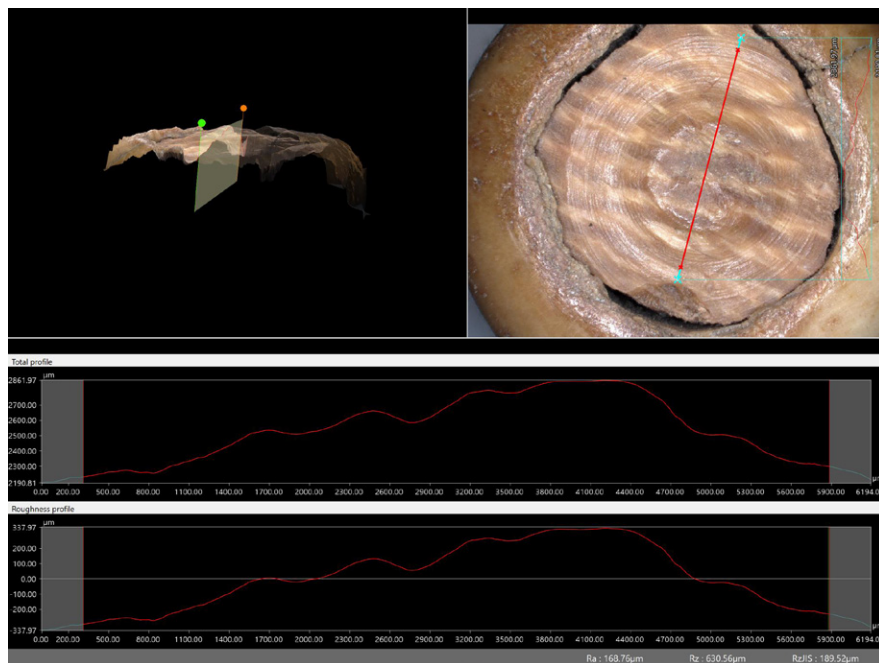 Total profile
μm
2861.97
2700.00
2600.00
2500.00
2400.00
2300.00
2190.81
0.00 200.00 500.00 800.00 1100.00 1400.00 1700.00 2000.00 2300.00 2600.00 2900.00 3200.00 3500.00 3800.00 4100.00 4400.00 4700.00 5000.00 5300.00 5600.00 5900.00 6194.0
Roughness profile
μm
337.97
200.00
100.00
0.00
-100.00
-200.00
-337.97
0.00 200.00 500.00 800.00 1100.00 1400.00 1700.00 2000.00 2300.00 2600.00 2900.00 3200.00 3500.00 3800.00 4100.00 4400.00 4700.00 5000.00 5300.00 5600.00 5900.00 6194.0
Ra : 168.76μm Rz : 630.56μm RzJIS : 189.52μm